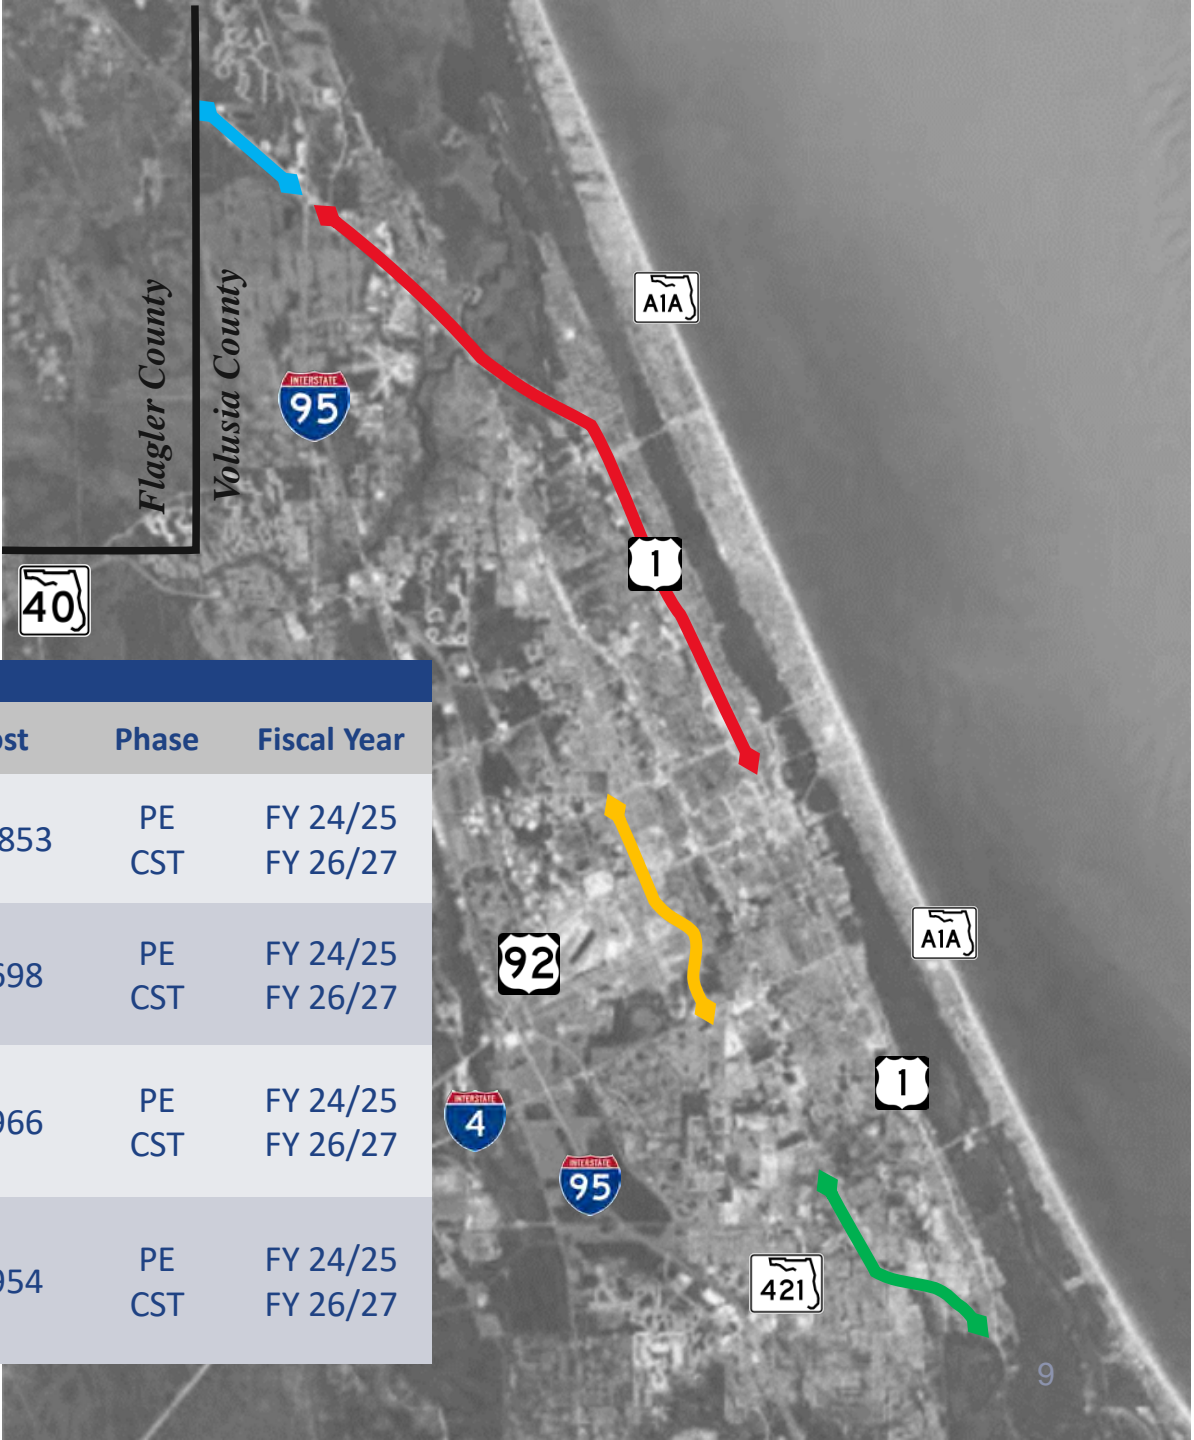 A1A
Flagler County
Volusia County
INTERSTATE
95
1
40
Phase Fiscal Year
853
PE FY 24/25
CST FY 26/27
PE FY 24/25
CST FY 26/27
966
PE FY 24/25
CST FY 26/27
954
PE FY 24/25
CST FY 26/27
A1A
92
1
INTERSTATE
4
INTERSTATE
95
421
9